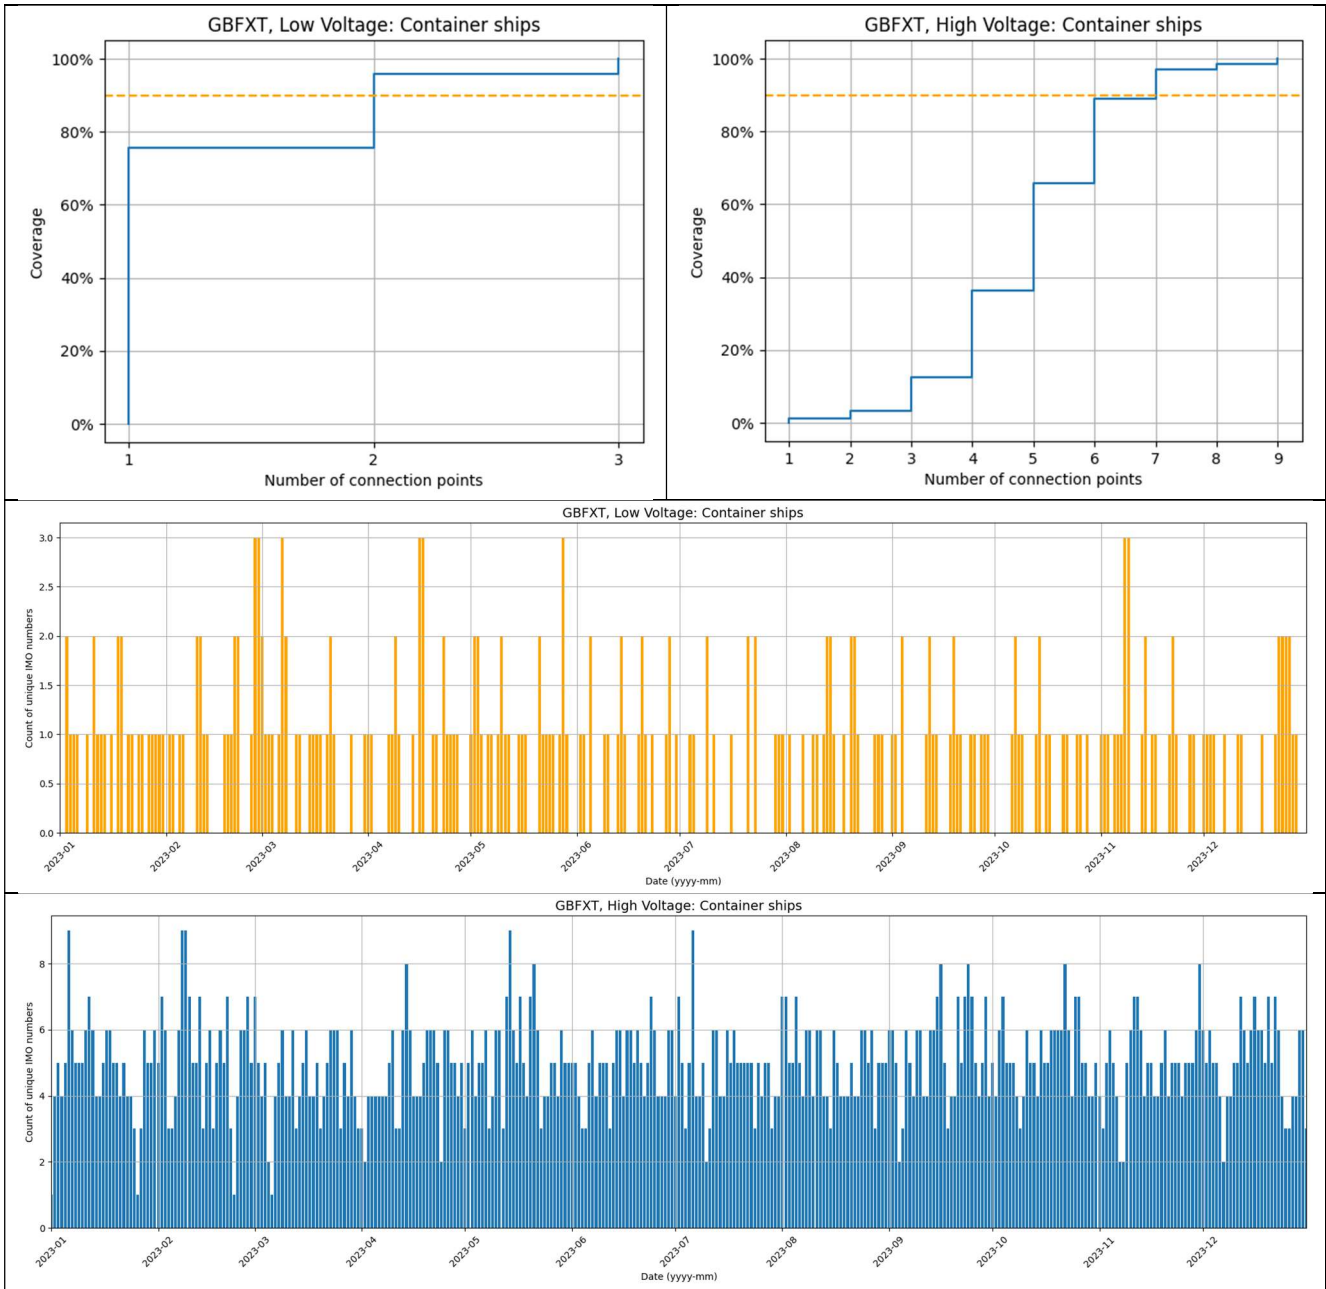 GBFXT, Low Voltage: Container ships
100%
80%
60%
40%
20%
0%
Coverage
1 2 3
Number of connection points
GBFXT, High Voltage: Container ships
100%
80%
60%
40%
20%
0%
Coverage
1 2 3 4 5 6 7 8 9
Number of connection points
GBFXT, Low Voltage: Container ships
3.0
2.5
2.0
1.5
1.0
0.5
0.0
Count of unique IMO numbers
2023-01 2023-02 2023-03 2023-04 2023-05 2023-06 2023-07 2023-08 2023-09 2023-10 2023-11 2023-12
Date (yyyy-mm)
GBFXT, High Voltage: Container ships
8
6
4
2
0
Count of unique IMO numbers
2023-01 2023-02 2023-03 2023-04 2023-05 2023-06 2023-07 2023-08 2023-09 2023-10 2023-11 2023-12
Date (yyyy-mm)